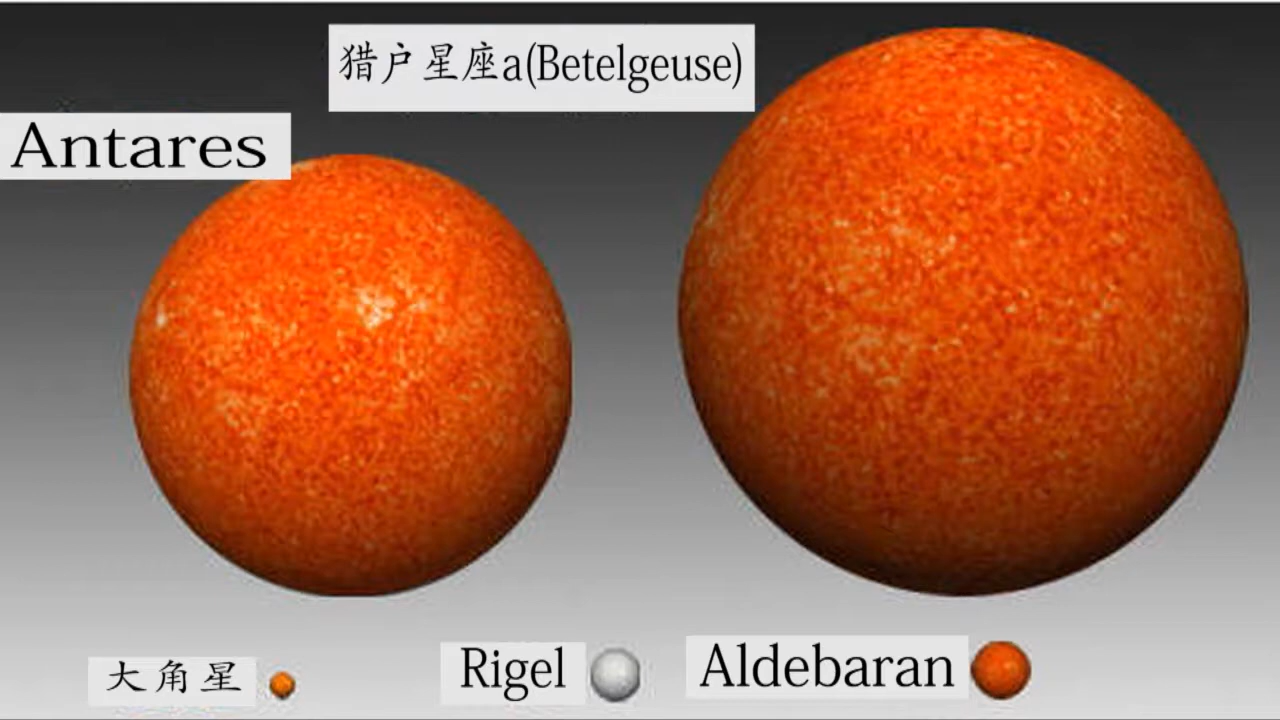 猎户星座a(Betelgeuse)
Antares
大角星
Rigel
Aldebaran